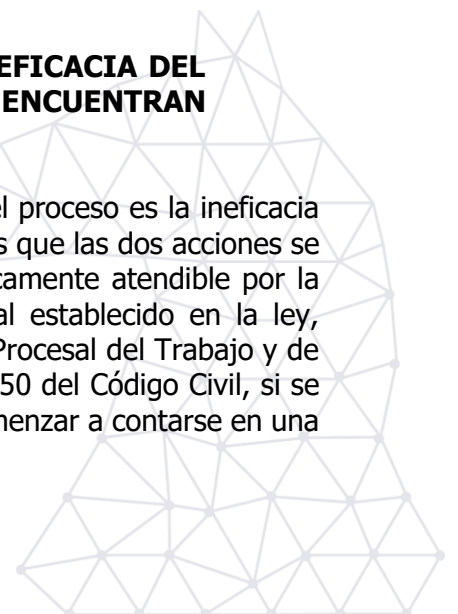 EFICACIA DEL
ENCUENTRAN
el proceso es la ineficacia
s que las dos acciones se
camente atendible por la
al establecido en la ley,
Procesal del Trabajo y de
50 del Código Civil, si se
menzar a contarse en una